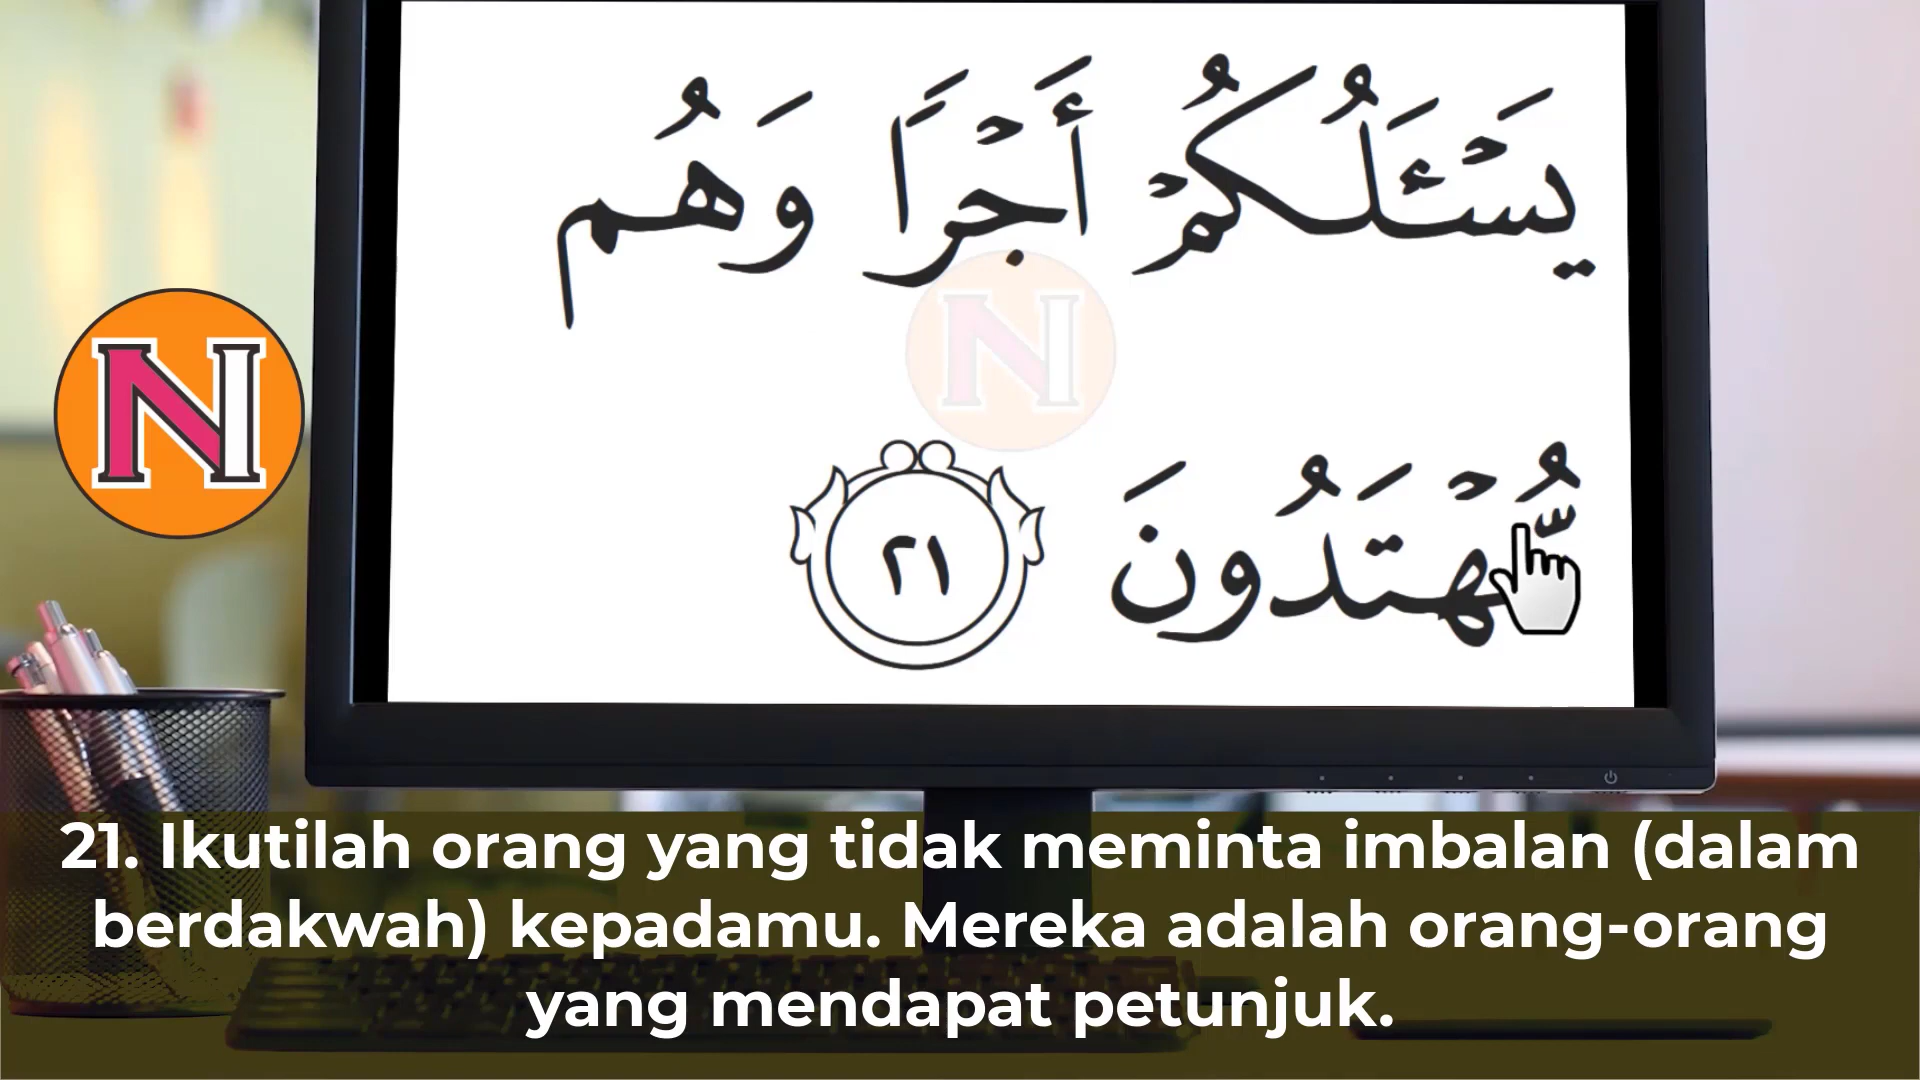 يَسْـَٔلُكُمْ أَجْرًا وَهُم
مُّهْتَدُونَ ٢١
N
N
21. Ikutilah orang yang tidak meminta imbalan (dalam
berdakwah) kepadamu. Mereka adalah orang-orang
yang mendapat petunjuk.